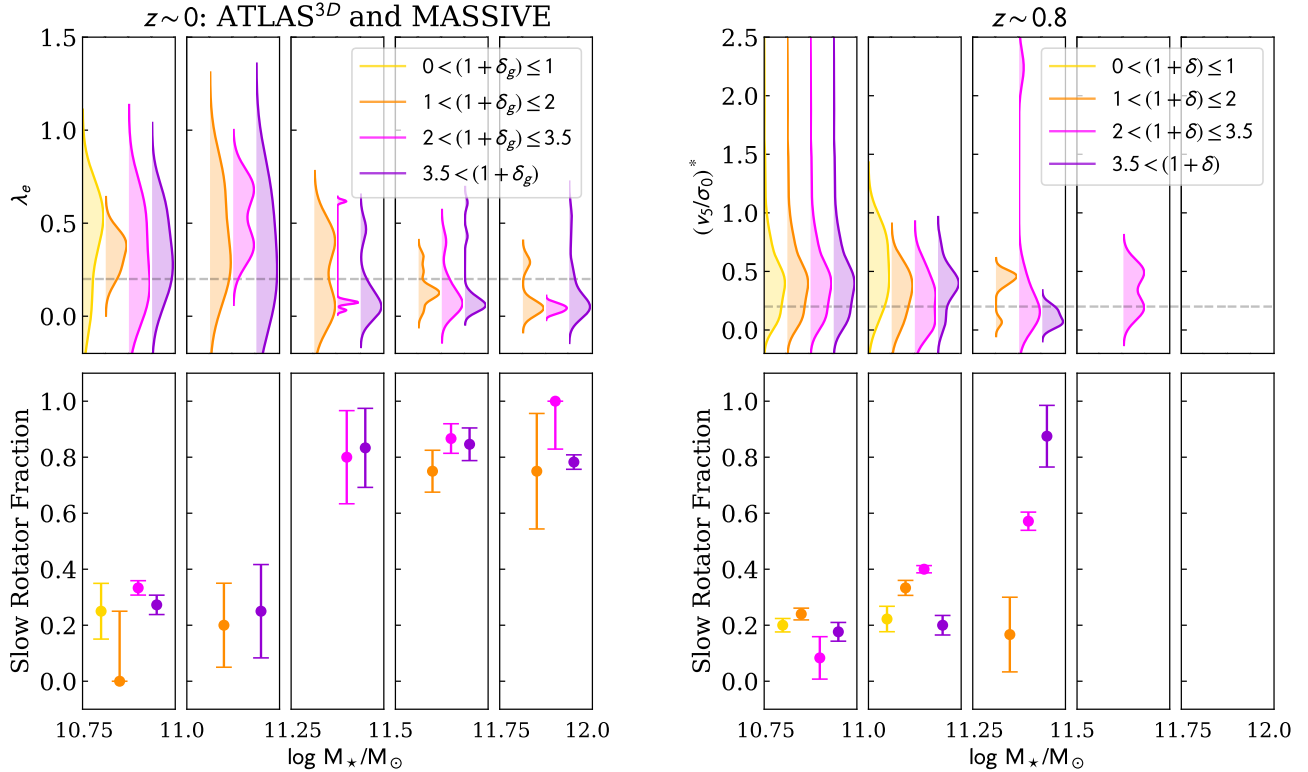 z~0: ATLAS³ᴰ and MASSIVE
1.5
1.0
0.5
0.0
λₑ
0 < (1 + δ_g) ≤ 1
1 < (1 + δ_g) ≤ 2
2 < (1 + δ_g) ≤ 3.5
3.5 < (1 + δ_g)
1.0
0.8
0.6
0.4
0.2
0.0
Slow Rotator Fraction
10.75 11.0 11.25 11.5 11.75 12.0
log M⋆/M⊙
z~0.8
2.5
2.0
1.5
1.0
0.5
0.0
(v₅/σ₀)*
0 < (1 + δ) ≤ 1
1 < (1 + δ) ≤ 2
2 < (1 + δ) ≤ 3.5
3.5 < (1 + δ)
1.0
0.8
0.6
0.4
0.2
0.0
Slow Rotator Fraction
10.75 11.0 11.25 11.5 11.75 12.0
log M⋆/M⊙